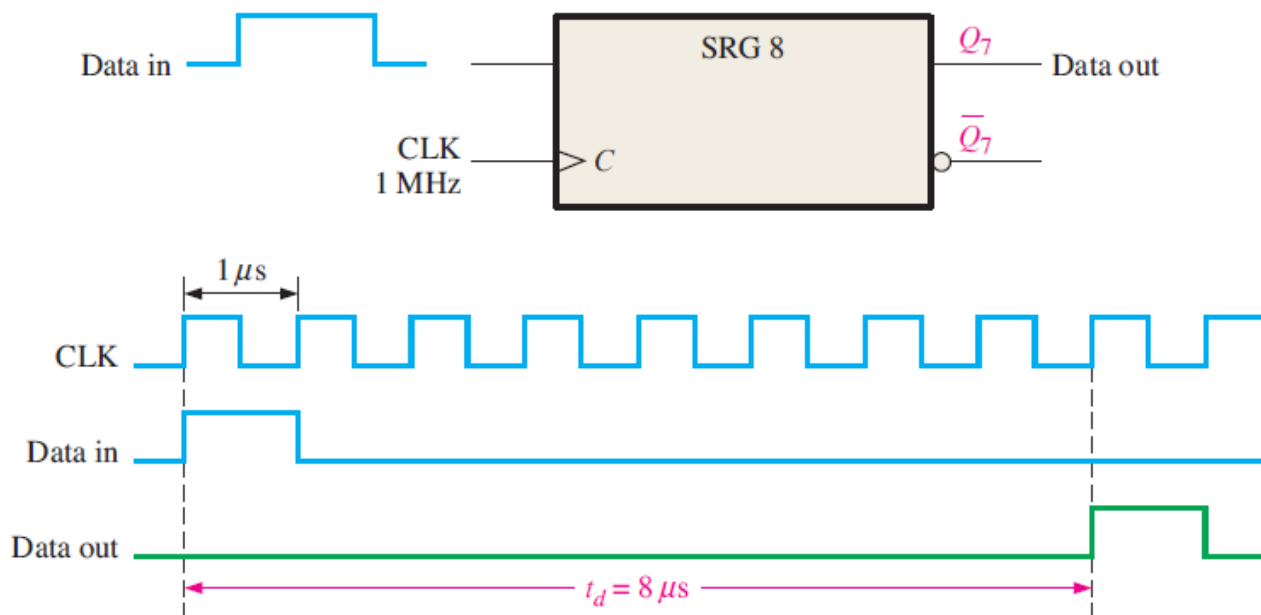 Data in
SRG 8
Q₇
Data out
CLK
1 MHz
C
Q̅₇
1 μs
CLK
Data in
Data out
t_d = 8 μs